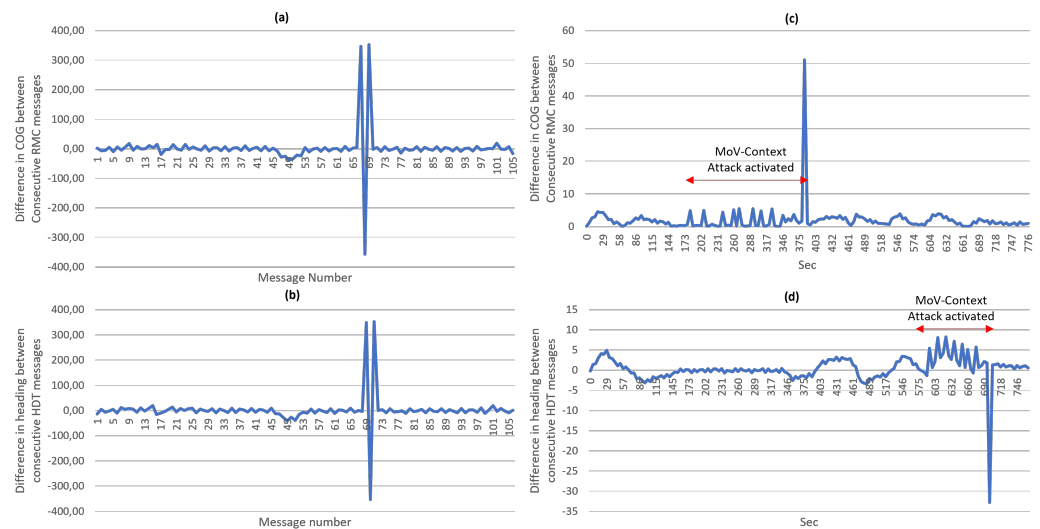 (a)
400,00
300,00
200,00
100,00
0,00
-100,00
-200,00
-300,00
-400,00
Difference in COG between
Consecutive RMC messages
1 5 9 13 17 21 25 29 33 37 41 45 49 53 57 61 65 69 73 77 81 85 89 93 97 101 105
Message Number
(c)
60
50
40
30
20
10
0
Difference in COG between
Consecutive RMC messages
MoV-Context
Attack activated
0 29 58 86 115 144 173 202 231 260 288 317 346 375 403 432 461 489 518 546 574 604 632 661 689 718 747 776
Sec
(b)
400,00
300,00
200,00
100,00
0,00
-100,00
-200,00
-300,00
-400,00
Difference in heading between
consecutive HDT messages
1 5 9 13 17 21 25 29 33 37 41 45 49 53 57 61 65 69 73 77 81 85 89 93 97 101 105
Message number
(d)
15
10
5
0
-5
-10
-15
-20
-25
-30
-35
Difference in heading between
consecutive HDT messages
MoV-Context
Attack activated
0 29 57 86 115 145 173 202 231 260 289 317 346 375 403 432 461 489 518 546 575 603 632 660 690 718 746
Sec